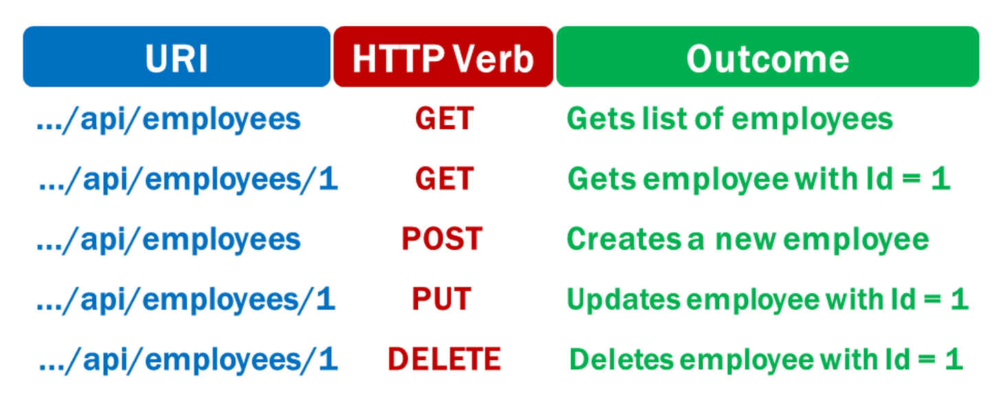 URI HTTP Verb Outcome
.../api/employees GET Gets list of employees
.../api/employees/1 GET Gets employee with Id = 1
.../api/employees POST Creates a new employee
.../api/employees/1 PUT Updates employee with Id = 1
.../api/employees/1 DELETE Deletes employee with Id = 1